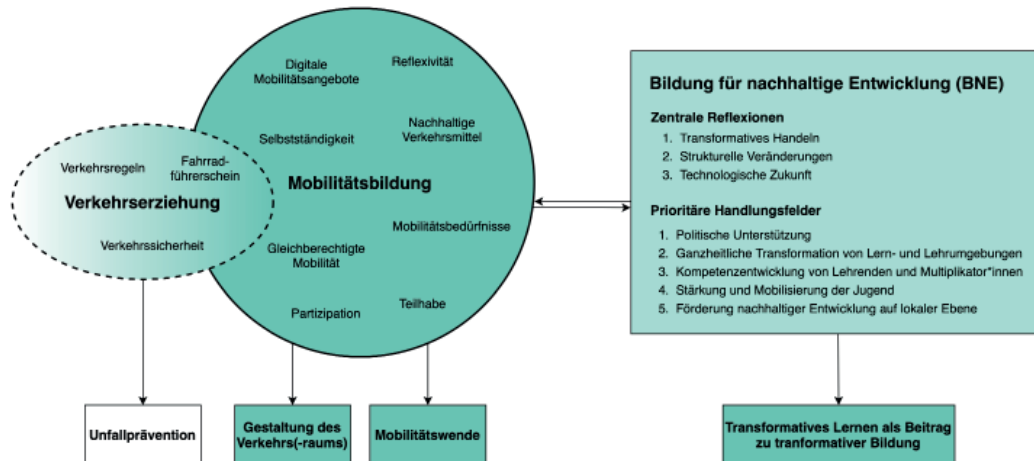 Digitale
Mobilitätsangebote
Reflexivität
Selbstständigkeit
Nachhaltige
Verkehrsmittel
Verkehrsregeln
Fahrrad-
führerschein
Mobilitätsbildung
Verkehrserziehung
Mobilitätsbedürfnisse
Verkehrssicherheit
Gleichberechtigte
Mobilität
Partizipation
Teilhabe
Bildung für nachhaltige Entwicklung (BNE)
Zentrale Reflexionen
1. Transformatives Handeln
2. Strukturelle Veränderungen
3. Technologische Zukunft
Prioritäre Handlungsfelder
1. Politische Unterstützung
2. Ganzheitliche Transformation von Lern- und Lehrumgebungen
3. Kompetenzentwicklung von Lehrenden und Multiplikator*innen
4. Stärkung und Mobilisierung der Jugend
5. Förderung nachhaltiger Entwicklung auf lokaler Ebene
Unfallprävention
Gestaltung des
Verkehrs(-raums)
Mobilitätswende
Transformatives Lernen als Beitrag
zu tranformativer Bildung